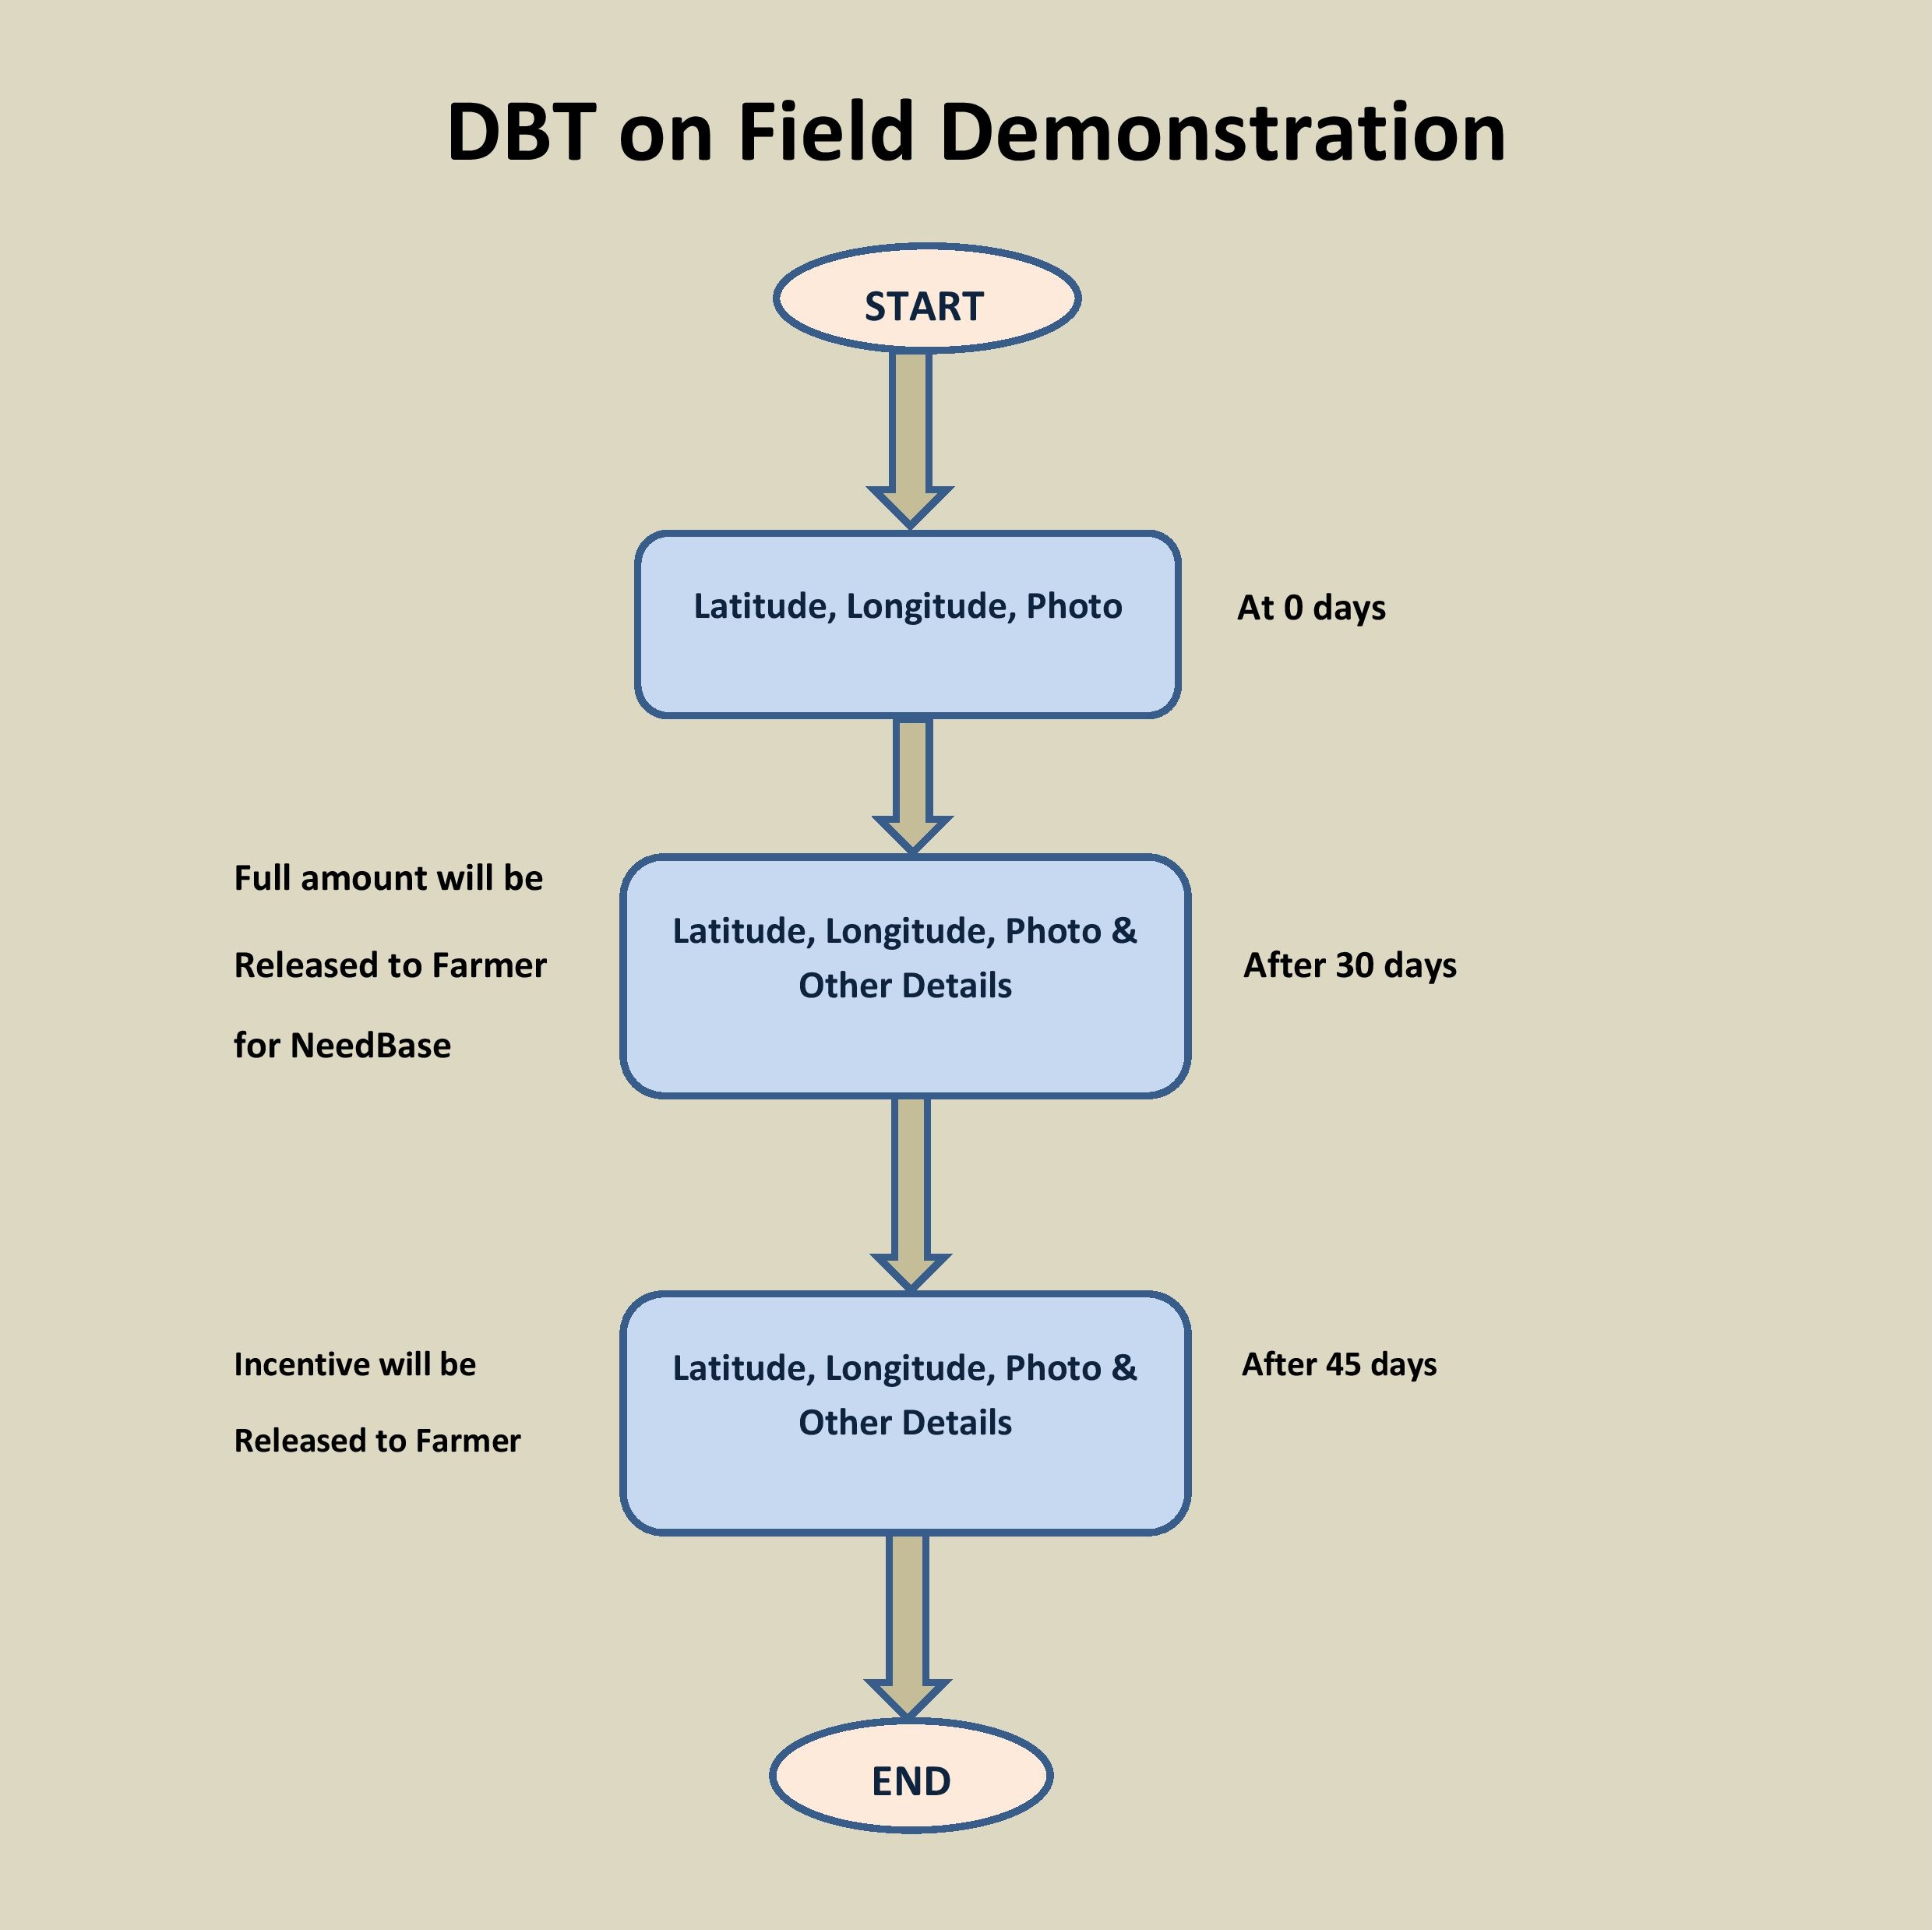 DBT on Field Demonstration
START
Latitude, Longitude, Photo
At 0 days
Full amount will be
Released to Farmer
for NeedBase
Latitude, Longitude, Photo &
Other Details
After 30 days
Incentive will be
Released to Farmer
Latitude, Longitude, Photo &
Other Details
After 45 days
END